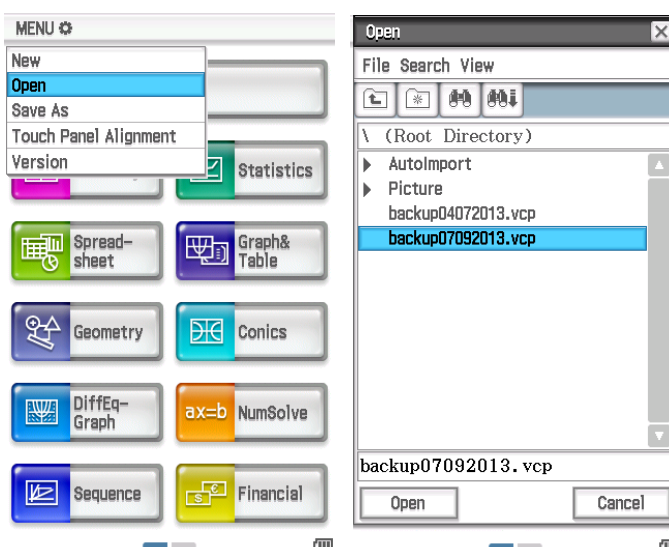 MENU
New
Open
Save As
Touch Panel Alignment
Version
Statistics
Spread-
sheet
Graph&
Table
Geometry
Conics
DiffEq-
Graph
ax=b
NumSolve
Sequence
$ €
Financial
Open
File Search View
\ (Root Directory)
AutoImport
Picture
backup04072013.vcp
backup07092013.vcp
backup07092013.vcp
Open
Cancel